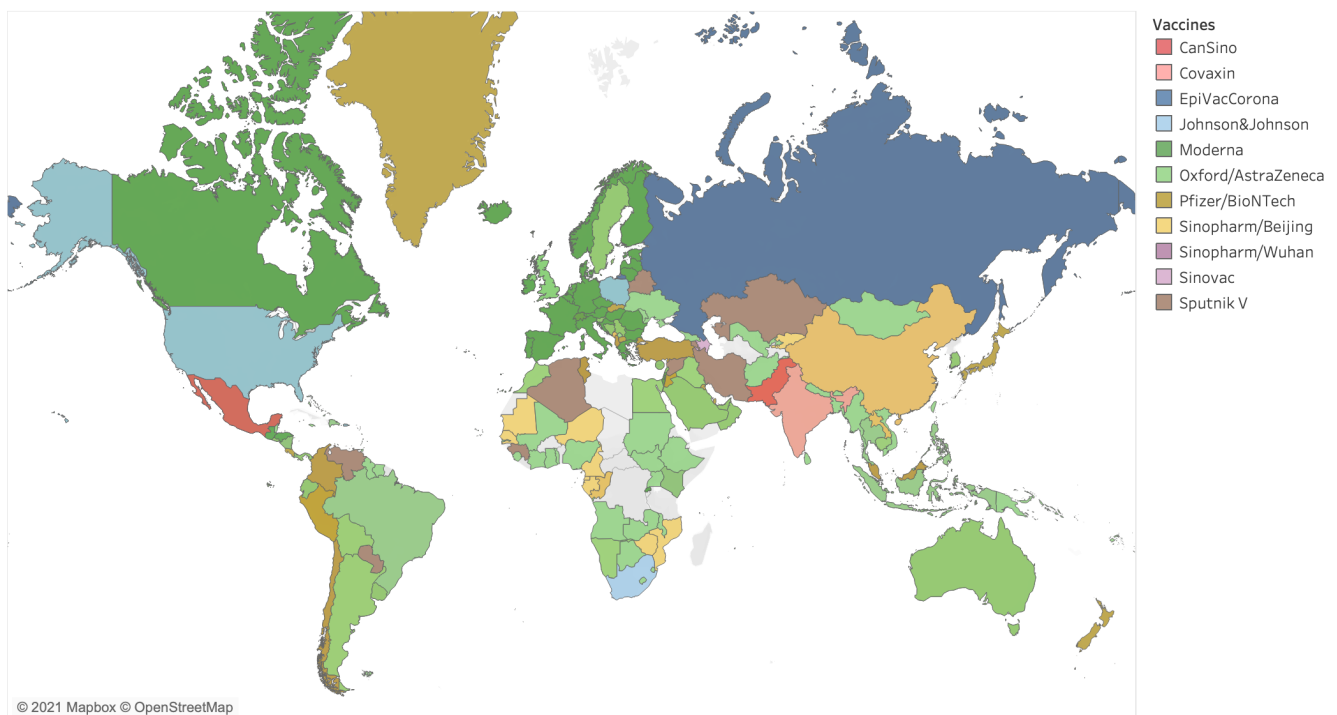 Vaccines
CanSino
Covaxin
EpiVacCorona
Johnson&Johnson
Moderna
Oxford/AstraZeneca
Pfizer/BioNTech
Sinopharm/Beijing
Sinopharm/Wuhan
Sinovac
Sputnik V
© 2021 Mapbox © OpenStreetMap